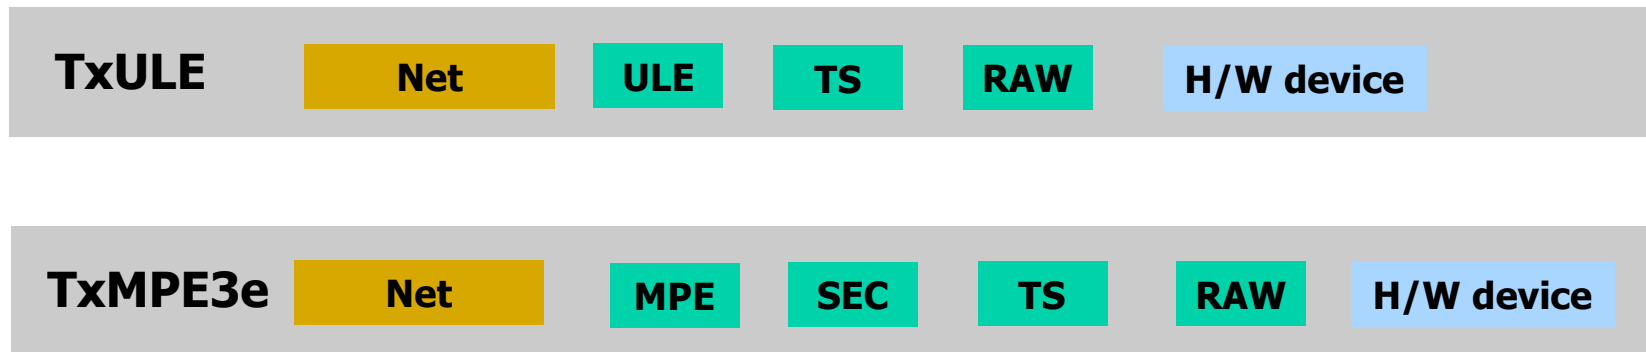 TxULE Net ULE TS RAW H/W device
TxMPE3e Net MPE SEC TS RAW H/W device